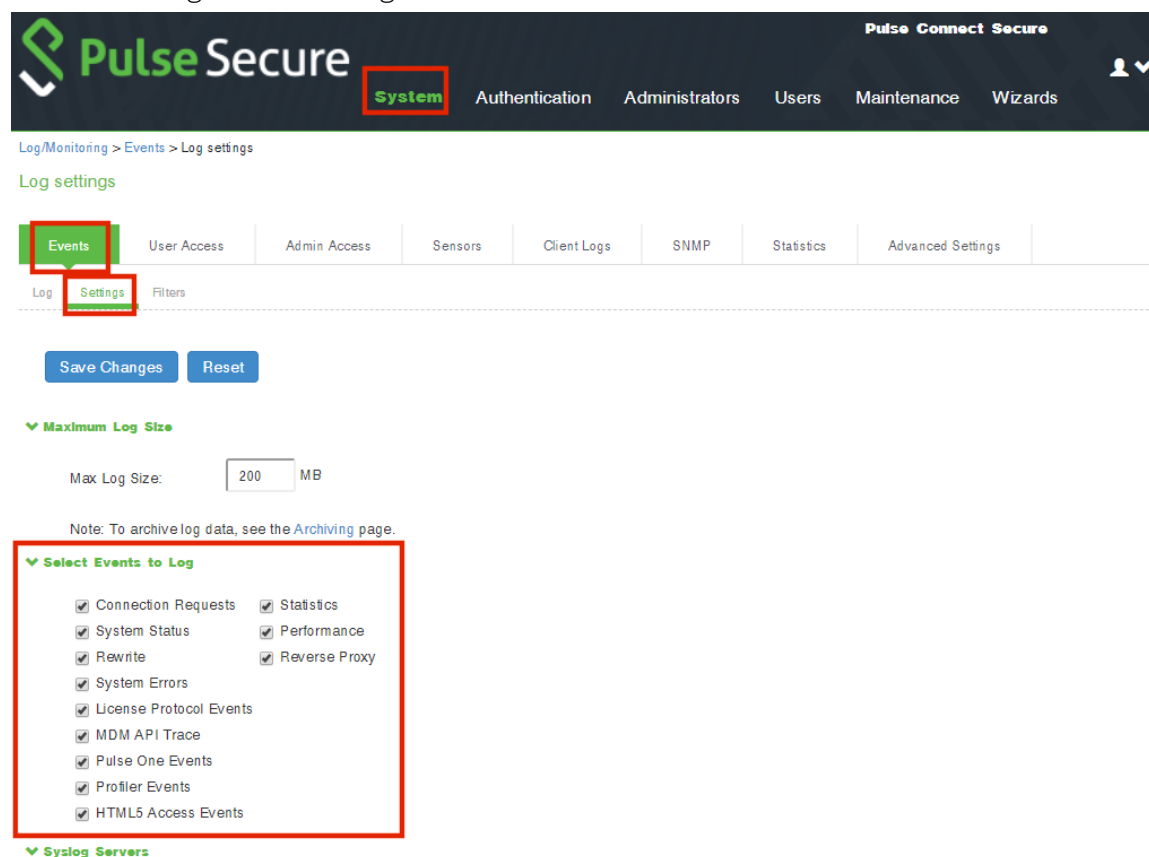 Pulse Connect Secure
Pulse Secure
System Authentication Administrators Users Maintenance Wizards
Log/Monitoring > Events > Log settings
Log settings
Events User Access Admin Access Sensors Client Logs SNMP Statistics Advanced Settings
Log Settings Filters
Save Changes Reset
Maximum Log Size
Max Log Size: 200 MB
Note: To archive log data, see the Archiving page.
Select Events to Log
Connection Requests Statistics
System Status Performance
Rewrite Reverse Proxy
System Errors
License Protocol Events
MDM API Trace
Pulse One Events
Profiler Events
HTML5 Access Events
Syslog Servers